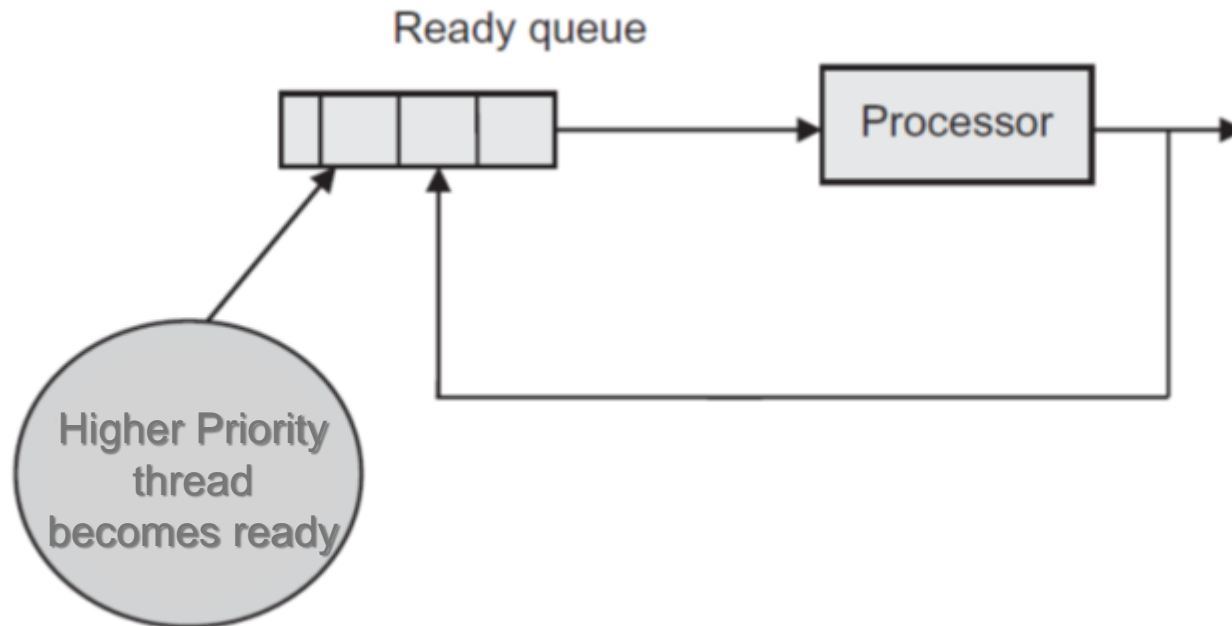 Ready queue
Processor
Higher Priority
thread
becomes ready